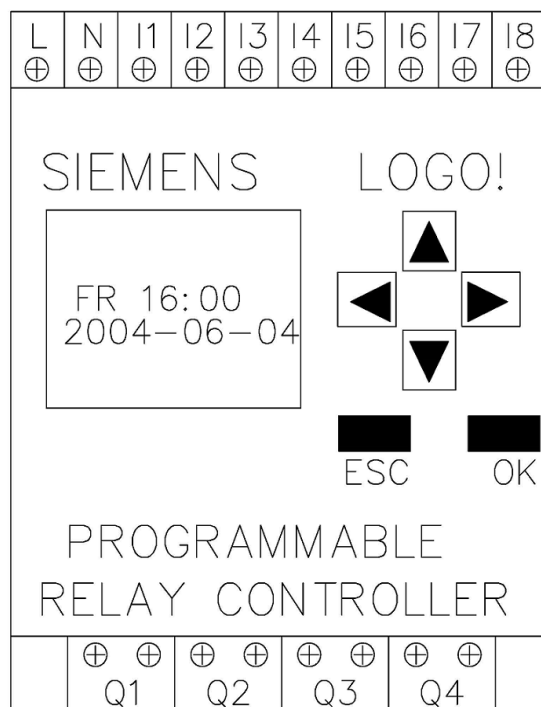 L N I1 I2 I3 I4 I5 I6 I7 I8
SIEMENS LOGO!
FR 16:00
2004-06-04
ESC OK
PROGRAMMABLE
RELAY CONTROLLER
Q1 Q2 Q3 Q4